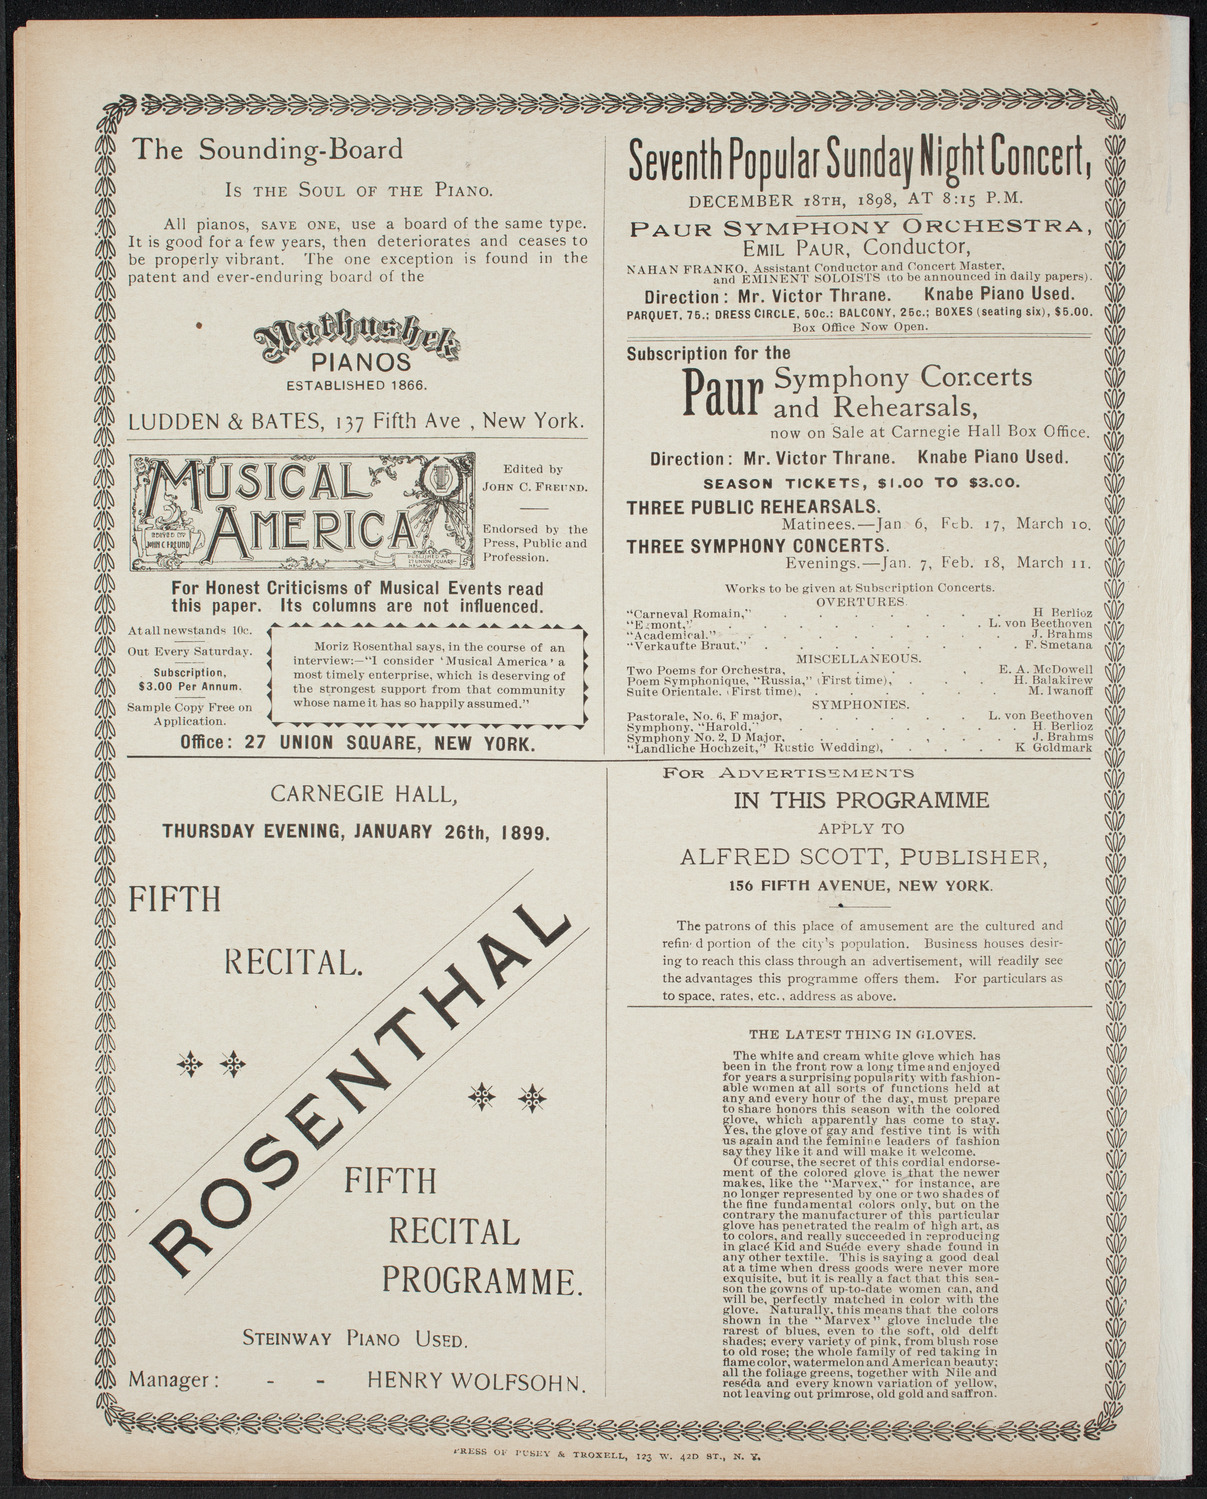 The Sounding-Board
Is the Soul of the Piano.
All pianos, save one, use a board of the same type.
It is good for a few years, then deteriorates and ceases to
be properly vibrant. The one exception is found in the
patent and ever-enduring board of the
Mathushek
PIANOS
ESTABLISHED 1866.
LUDDEN & BATES, 137 Fifth Ave , New York.
MUSICAL
AMERICA
EDITED BY
JOHN C FREUND
PUBLISHED AT
27 UNION SQUARE
NEW YORK
Edited by
John C. Freund.
Endorsed by the
Press, Public and
Profession.
For Honest Criticisms of Musical Events read
this paper. Its columns are not influenced.
At all newstands 10c.
Out Every Saturday.
Subscription,
$3.00 Per Annum.
Sample Copy Free on
Application.
Moriz Rosenthal says, in the course of an
interview:—"I consider 'Musical America' a
most timely enterprise, which is deserving of
the strongest support from that community
whose name it has so happily assumed."
Office: 27 UNION SQUARE, NEW YORK.
Seventh Popular Sunday Night Concert,
DECEMBER 18TH, 1898, AT 8:15 P.M.
Paur Symphony Orchestra,
EMIL PAUR, Conductor,
NAHAN FRANKO, Assistant Conductor and Concert Master,
and EMINENT SOLOISTS (to be announced in daily papers).
Direction: Mr. Victor Thrane. Knabe Piano Used.
PARQUET, 75.; DRESS CIRCLE, 50c.; BALCONY, 25c.; BOXES (seating six), $5.00.
Box Office Now Open.
Subscription for the
Paur Symphony Concerts
and Rehearsals,
now on Sale at Carnegie Hall Box Office.
Direction: Mr. Victor Thrane. Knabe Piano Used.
SEASON TICKETS, $1.00 TO $3.00.
THREE PUBLIC REHEARSALS.
Matinees.—Jan. 6, Feb. 17, March 10.
THREE SYMPHONY CONCERTS.
Evenings.—Jan. 7, Feb. 18, March 11.
Works to be given at Subscription Concerts.
OVERTURES
"Carneval Romain," . . . . . . . H Berlioz
"Egmont," . . . . . . . . L. von Beethoven
"Academical." . . . . . . . J. Brahms
"Verkaufte Braut," . . . . . . . F. Smetana
MISCELLANEOUS.
Two Poems for Orchestra, . . . . . E. A. McDowell
Poem Symphonique, "Russia," (First time), . . . H. Balakirew
Suite Orientale. (First time), . . . . . . M. Iwanoff
SYMPHONIES.
Pastorale, No. 6, F major, . . . . . L. von Beethoven
Symphony, "Harold," . . . . . . H. Berlioz
Symphony No. 2, D Major, . . . . . . J. Brahms
"Landliche Hochzeit," Rustic Wedding), . . . . K Goldmark
CARNEGIE HALL,
THURSDAY EVENING, JANUARY 26th, 1899.
FIFTH
RECITAL.
ROSENTHAL
FIFTH
RECITAL
PROGRAMME.
Steinway Piano Used.
Manager: - - HENRY WOLFSOHN.
For Advertisements
IN THIS PROGRAMME
APPLY TO
ALFRED SCOTT, Publisher,
156 FIFTH AVENUE, NEW YORK.
The patrons of this place of amusement are the cultured and
refin d portion of the city's population. Business houses desir-
ing to reach this class through an advertisement, will readily see
the advantages this programme offers them. For particulars as
to space, rates, etc., address as above.
THE LATEST THING IN GLOVES.
The white and cream white glove which has
been in the front row a long time and enjoyed
for years a surprising popularity with fashion-
able women at all sorts of functions held at
any and every hour of the day, must prepare
to share honors this season with the colored
glove, which apparently has come to stay.
Yes, the glove of gay and festive tint is with
us again and the feminine leaders of fashion
say they like it and will make it welcome.
Of course, the secret of this cordial endorse-
ment of the colored glove is that the newer
makes, like the "Marvex," for instance, are
no longer represented by one or two shades of
the fine fundamental colors only, but on the
contrary the manufacturer of this particular
glove has penetrated the realm of high art, as
to colors, and really succeeded in reproducing
in glacé Kid and Suéde every shade found in
any other textile. This is saying a good deal
at a time when dress goods were never more
exquisite, but it is really a fact that this sea-
son the gowns of up-to-date women can, and
will be, perfectly matched in color with the
glove. Naturally, this means that the colors
shown in the "Marvex" glove include the
rarest of blues, even to the soft, old delft
shades; every variety of pink, from blush rose
to old rose; the whole family of red taking in
flame color, watermelon and American beauty;
all the foliage greens, together with Nile and
reséda and every known variation of yellow,
not leaving out primrose, old gold and saffron.
PRESS OF PUSEY & TROXELL, 123 W. 42D ST., N. Y.